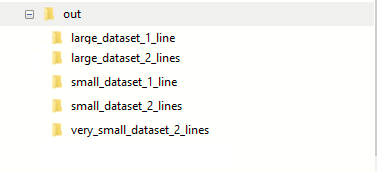 out
large_dataset_1_line
large_dataset_2_lines
small_dataset_1_line
small_dataset_2_lines
very_small_dataset_2_lines